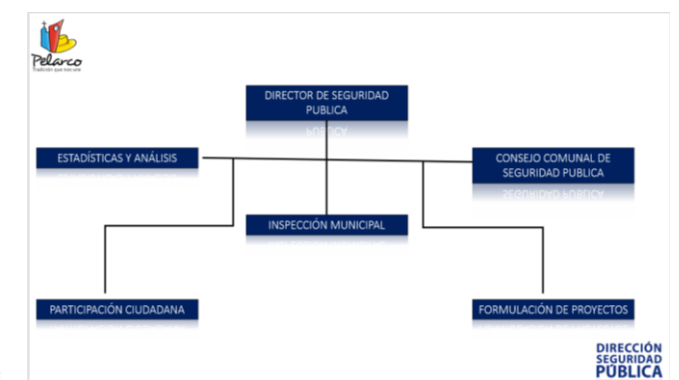 Pelarco
DIRECTOR DE SEGURIDAD
PUBLICA
ESTADÍSTICAS Y ANÁLISIS
CONSEJO COMUNAL DE
SEGURIDAD PUBLICA
INSPECCIÓN MUNICIPAL
PARTICIPACIÓN CIUDADANA
FORMULACIÓN DE PROYECTOS
DIRECCIÓN
SEGURIDAD
PÚBLICA